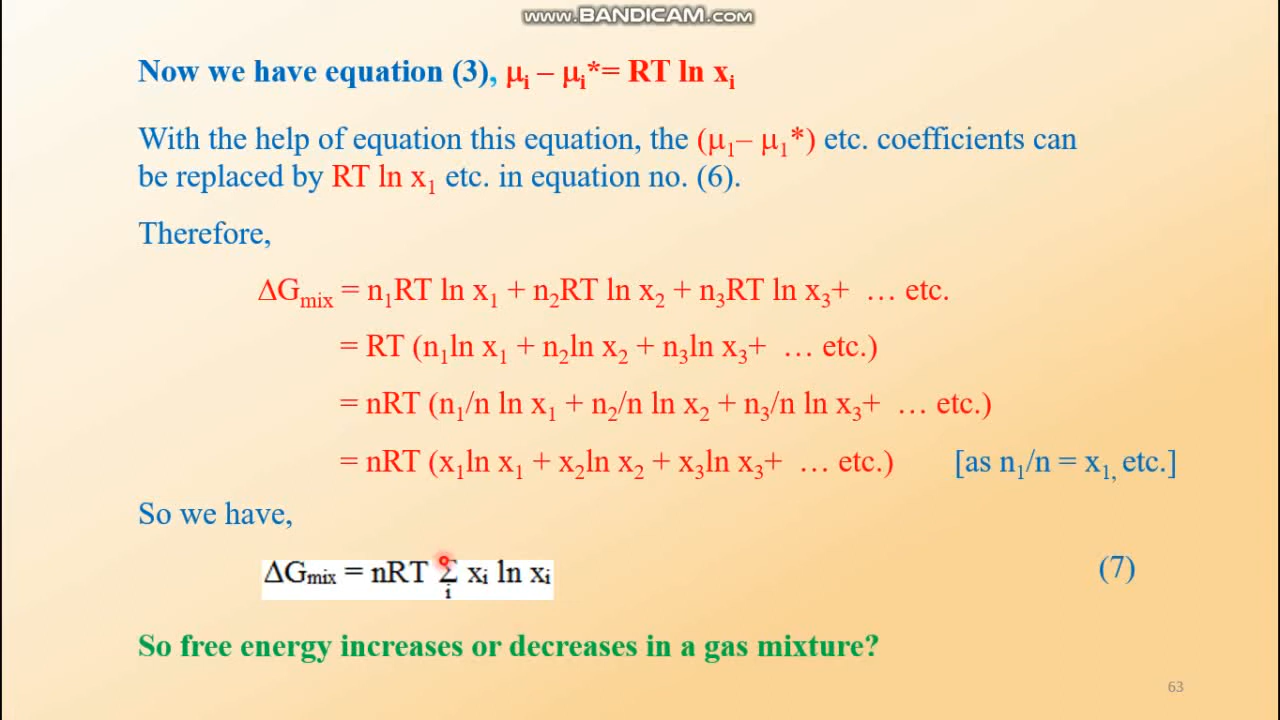 www.BANDICAM.com
Now we have equation (3), μᵢ – μᵢ*= RT ln xᵢ
With the help of equation this equation, the (μ₁– μ₁*) etc. coefficients can
be replaced by RT ln x₁ etc. in equation no. (6).
Therefore,
ΔGmix = n₁RT ln x₁ + n₂RT ln x₂ + n₃RT ln x₃+ … etc.
= RT (n₁ln x₁ + n₂ln x₂ + n₃ln x₃+ … etc.)
= nRT (n₁/n ln x₁ + n₂/n ln x₂ + n₃/n ln x₃+ … etc.)
= nRT (x₁ln x₁ + x₂ln x₂ + x₃ln x₃+ … etc.) [as n₁/n = x₁, etc.]
So we have,
ΔGmix = nRT Σᵢ xᵢ ln xᵢ (7)
So free energy increases or decreases in a gas mixture?
63